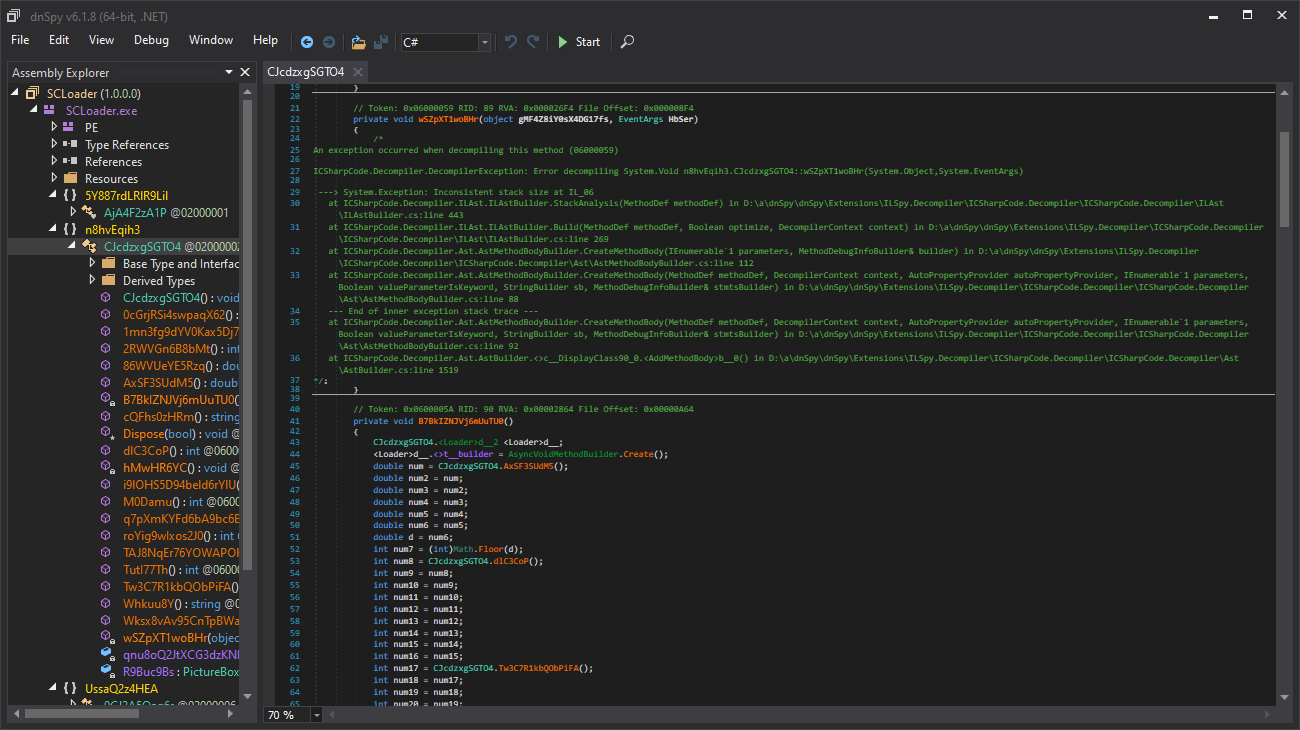 dnSpy v6.1.8 (64-bit, .NET)
File Edit View Debug Window Help C# Start
Assembly Explorer
SCLoader (1.0.0.0)
SCLoader.exe
PE
Type References
References
Resources
5Y887rdLRIR9LiI
AjA4F2zA1P @02000001
n8hvEqih3
CJcdzxgSGTO4 @02000002
Base Type and Interfac
Derived Types
CJcdzxgSGTO4() : void
0cGrjRSi4swpaqX62() :
1mn3fg9dYV0Kax5Dj7
2RWVGn6B8bMt() : int
86WVUeYE5Rzq() : dou
AxSF3SUdM5() : doubl
B7BkIZNJVj6mUuTU0()
cQFhs0zHRm() : string
Dispose(bool) : void @
dlC3CoP() : int @0600
hMwHR6YC() : void @
i9IOHS5D94beId6rYIU(
M0Damu() : int @0600
q7pXmKYFd6bA9bc6E
roYig9wlxos2J0() : int
TAJ8NqEr76YOWAPOI
TutI77Th() : int @0600
Tw3C7R1kbQObPiFA()
Whkuu8Y() : string @0
Wksx8vAv95CnTpBWa
wSZpXT1woBHr(objec
qnu8oQ2JtXCG3dzKNI
R9Buc9Bs : PictureBox
UssaQ2z4HEA
CJcdzxgSGTO4
19 }
20
21 // Token: 0x06000059 RID: 89 RVA: 0x000026F4 File Offset: 0x000008F4
22 private void wSZpXT1woBHr(object gMF4Z8iY0sX4DG17fs, EventArgs HbSer)
23 {
24 /*
25 An exception occurred when decompiling this method (06000059)
26
27 ICSharpCode.Decompiler.DecompilerException: Error decompiling System.Void n8hvEqih3.CJcdzxgSGTO4::wSZpXT1woBHr(System.Object,System.EventArgs)
28
29 ---> System.Exception: Inconsistent stack size at IL_06
30 at ICSharpCode.Decompiler.ILAst.ILAstBuilder.StackAnalysis(MethodDef methodDef) in D:\a\dnSpy\dnSpy\Extensions\ILSpy.Decompiler\ICSharpCode.Decompiler\ICSharpCode.Decompiler\ILAst
\ILAstBuilder.cs:line 443
31 at ICSharpCode.Decompiler.ILAst.ILAstBuilder.Build(MethodDef methodDef, Boolean optimize, DecompilerContext context) in D:\a\dnSpy\dnSpy\Extensions\ILSpy.Decompiler
\ICSharpCode.Decompiler\ICSharpCode.Decompiler\ILAst\ILAstBuilder.cs:line 269
32 at ICSharpCode.Decompiler.Ast.AstMethodBodyBuilder.CreateMethodBody(IEnumerable`1 parameters, MethodDebugInfoBuilder& builder) in D:\a\dnSpy\dnSpy\Extensions\ILSpy.Decompiler
\ICSharpCode.Decompiler\ICSharpCode.Decompiler\Ast\AstMethodBodyBuilder.cs:line 112
33 at ICSharpCode.Decompiler.Ast.AstMethodBodyBuilder.CreateMethodBody(MethodDef methodDef, DecompilerContext context, AutoPropertyProvider autoPropertyProvider, IEnumerable`1 parameters,
Boolean valueParameterIsKeyword, StringBuilder sb, MethodDebugInfoBuilder& stmtsBuilder) in D:\a\dnSpy\dnSpy\Extensions\ILSpy.Decompiler\ICSharpCode.Decompiler\ICSharpCode.Decompiler
\Ast\AstMethodBodyBuilder.cs:line 88
34 --- End of inner exception stack trace ---
35 at ICSharpCode.Decompiler.Ast.AstMethodBodyBuilder.CreateMethodBody(MethodDef methodDef, DecompilerContext context, AutoPropertyProvider autoPropertyProvider, IEnumerable`1 parameters,
Boolean valueParameterIsKeyword, StringBuilder sb, MethodDebugInfoBuilder& stmtsBuilder) in D:\a\dnSpy\dnSpy\Extensions\ILSpy.Decompiler\ICSharpCode.Decompiler\ICSharpCode.Decompiler
\Ast\AstMethodBodyBuilder.cs:line 92
36 at ICSharpCode.Decompiler.Ast.AstBuilder.<>c__DisplayClass90_0.<AddMethodBody>b__0() in D:\a\dnSpy\dnSpy\Extensions\ILSpy.Decompiler\ICSharpCode.Decompiler\ICSharpCode.Decompiler\Ast
\AstBuilder.cs:line 1519
37 */;
38 }
39
40 // Token: 0x0600005A RID: 90 RVA: 0x00002864 File Offset: 0x00000A64
41 private void B7BkIZNJVj6mUuTU0()
42 {
43 CJcdzxgSGTO4.<Loader>d__2 <Loader>d__;
44 <Loader>d__.<>t__builder = AsyncVoidMethodBuilder.Create();
45 double num = CJcdzxgSGTO4.AxSF3SUdM5();
46 double num2 = num;
47 double num3 = num2;
48 double num4 = num3;
49 double num5 = num4;
50 double num6 = num5;
51 double d = num6;
52 int num7 = (int)Math.Floor(d);
53 int num8 = CJcdzxgSGTO4.dlC3CoP();
54 int num9 = num8;
55 int num10 = num9;
56 int num11 = num10;
57 int num12 = num11;
58 int num13 = num12;
59 int num14 = num13;
60 int num15 = num14;
61 int num16 = num15;
62 int num17 = CJcdzxgSGTO4.Tw3C7R1kbQObPiFA();
63 int num18 = num17;
64 int num19 = num18;
65 int num20 = num19;
70 %